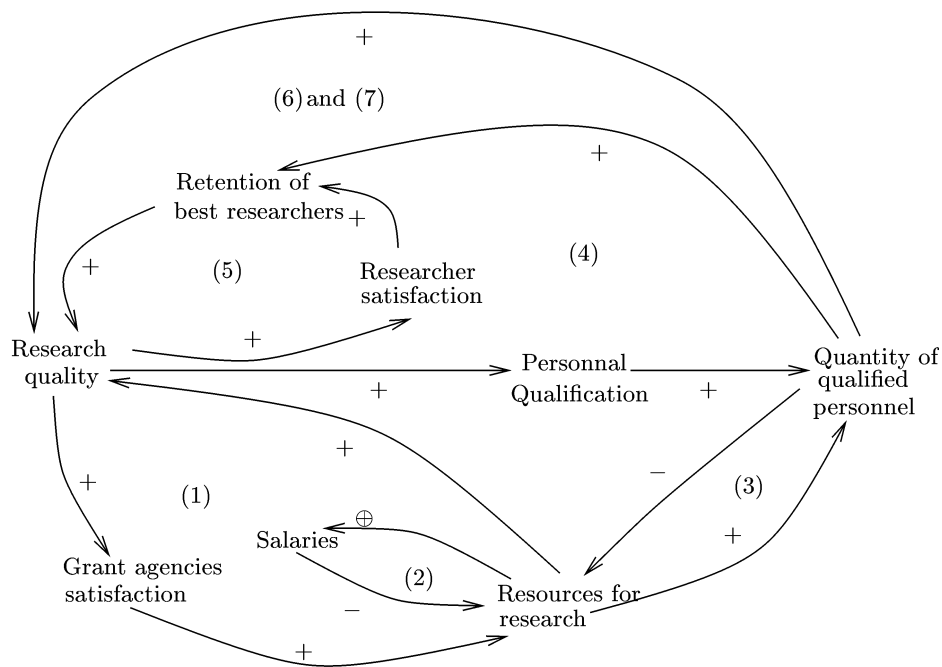 +
(6) and (7)
+
Retention of
best researchers +
+
(5)
(4)
Researcher
satisfaction
+
Research
quality
Personnal
Qualification
+
+
Quantity of
qualified
personnel
+
−
(3)
+
(1)
+
Salaries
⊕
(2)
−
Grant agencies
satisfaction
Resources for
research
+